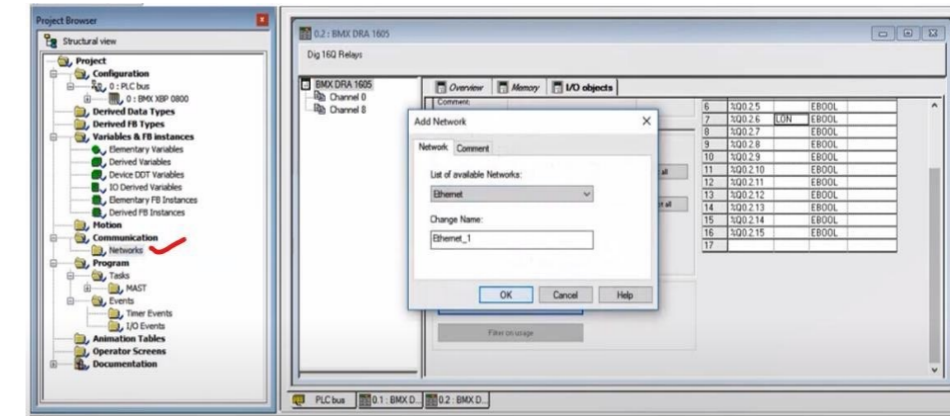 Project Browser
Structural view
Project
Configuration
0 : PLC bus
0 : BMX XBP 0800
Derived Data Types
Derived FB Types
Variables & FB instances
Elementary Variables
Derived Variables
Device DDT Variables
IO Derived Variables
Elementary FB Instances
Derived FB Instances
Motion
Communication
Networks
Program
Tasks
MAST
Events
Timer Events
I/O Events
Animation Tables
Operator Screens
Documentation
0.2 : BMX DRA 1605
Dig 16Q Relays
BMX DRA 1605
Channel 0
Channel 8
Overview Memory I/O objects
Comment:
Add Network
Network Comment
List of available Networks:
Ethernet
Change Name:
Ethernet_1
OK Cancel Help
all
all
Filter on usage
6 %Q0.2.5 EBOOL
7 %Q0.2.6 LON EBOOL
8 %Q0.2.7 EBOOL
9 %Q0.2.8 EBOOL
10 %Q0.2.9 EBOOL
11 %Q0.2.10 EBOOL
12 %Q0.2.11 EBOOL
13 %Q0.2.12 EBOOL
14 %Q0.2.13 EBOOL
15 %Q0.2.14 EBOOL
16 %Q0.2.15 EBOOL
17
PLC bus 0.1 : BMX D... 0.2 : BMX D...